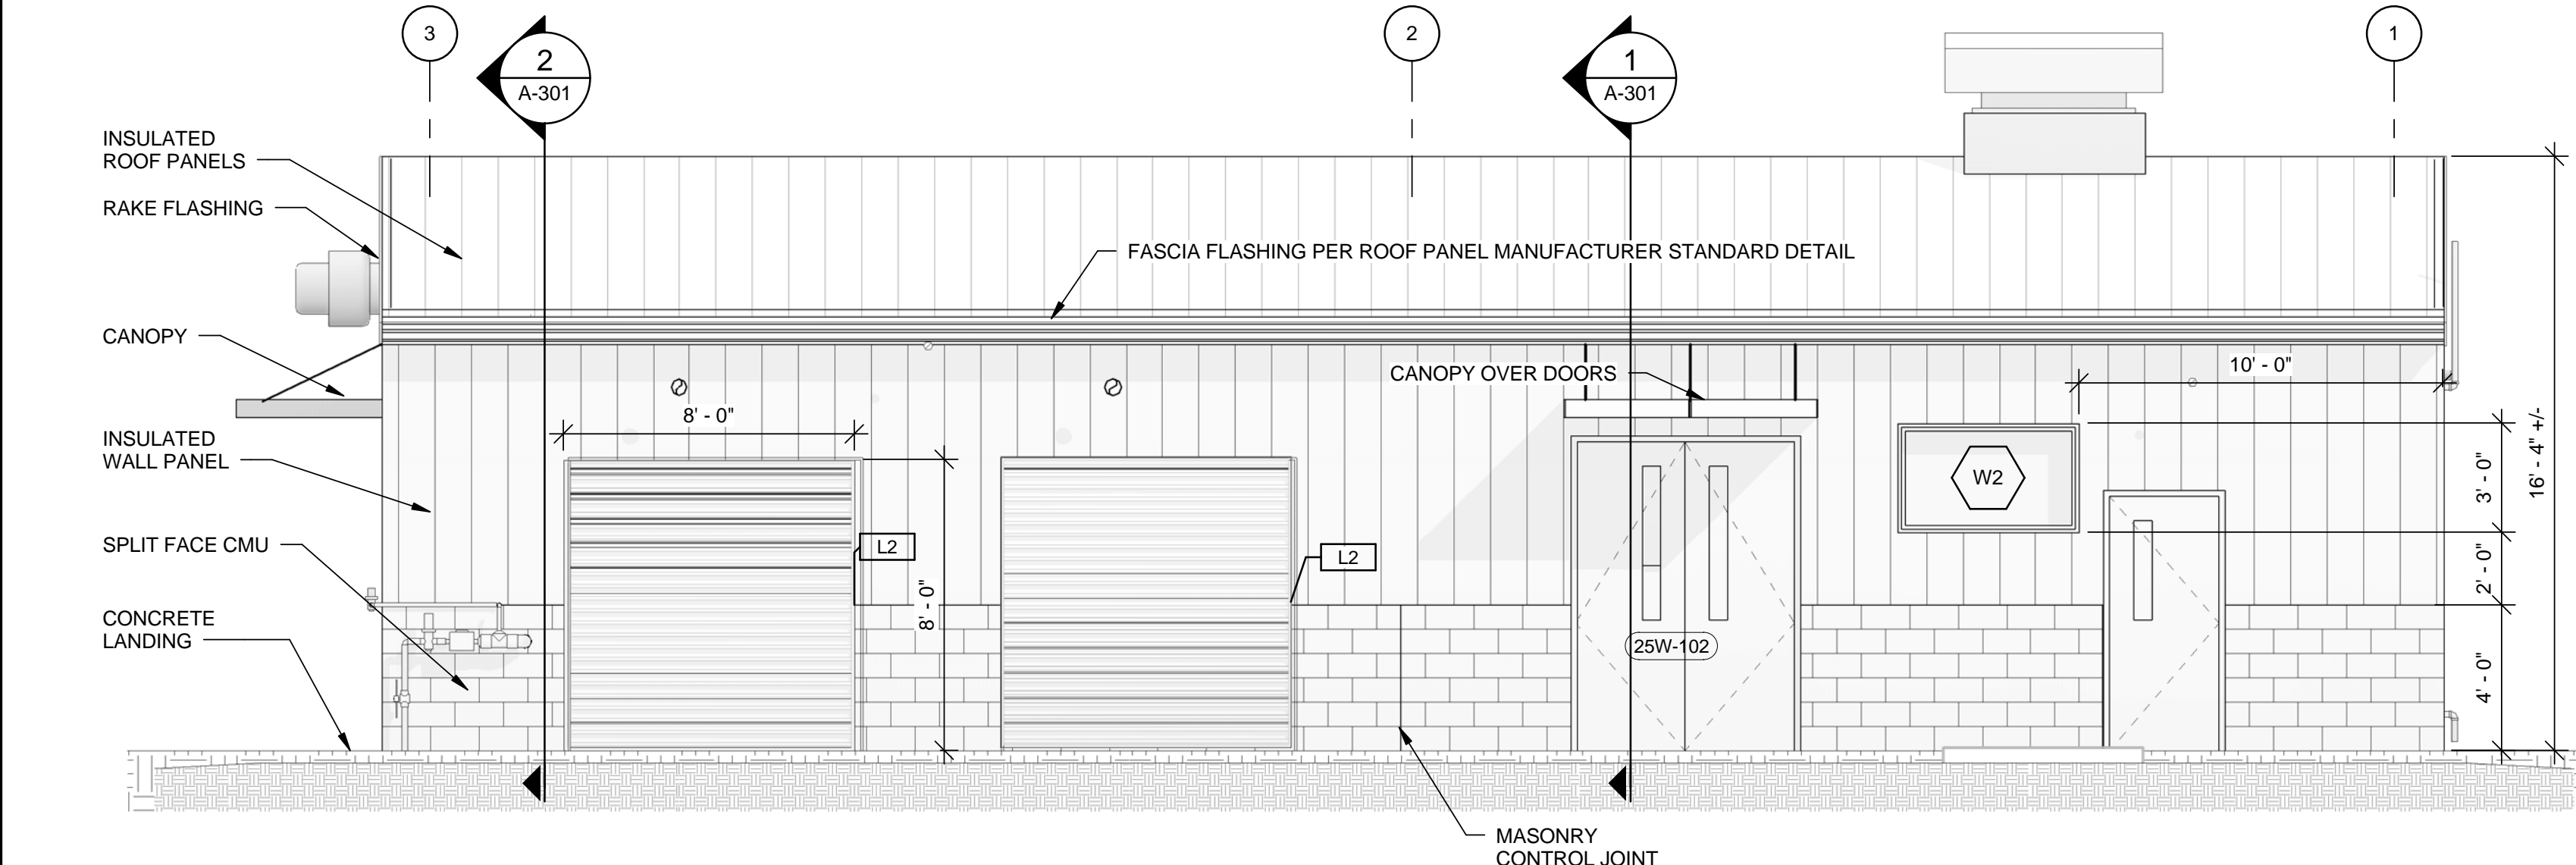 3
2
1
2
A-301
1
A-301
INSULATED
ROOF PANELS
RAKE FLASHING
FASCIA FLASHING PER ROOF PANEL MANUFACTURER STANDARD DETAIL
CANOPY
CANOPY OVER DOORS
10' - 0"
8' - 0"
INSULATED
WALL PANEL
W2
3' - 0"
16' - 4" +/-
SPLIT FACE CMU
L2
L2
2' - 0"
8' - 0"
CONCRETE
LANDING
25W-102
4' - 0"
MASONRY
CONTROL JOINT